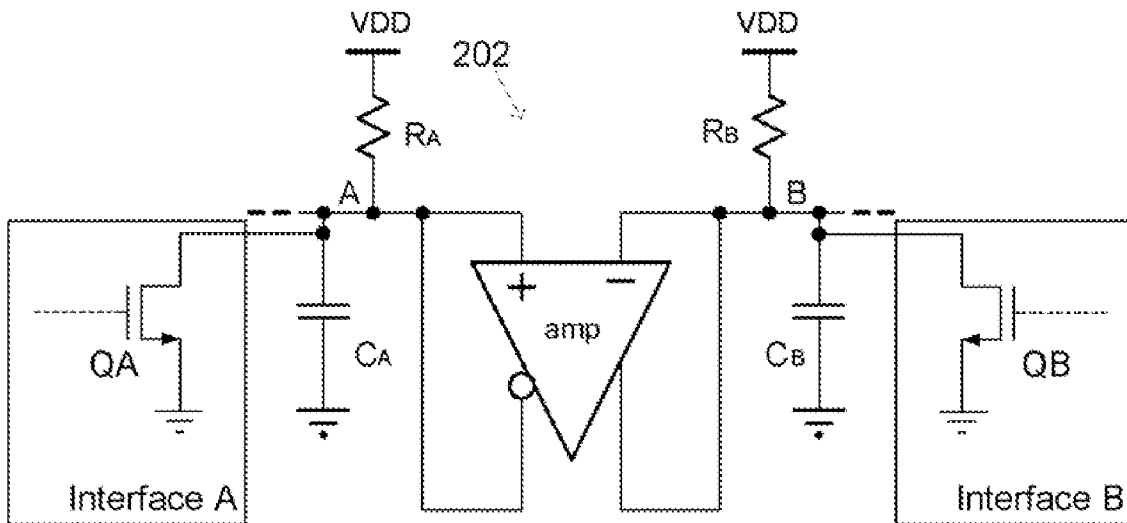 VDD
VDD
202
RA
RB
A
B
+
−
amp
QA
CA
CB
QB
Interface A
Interface B